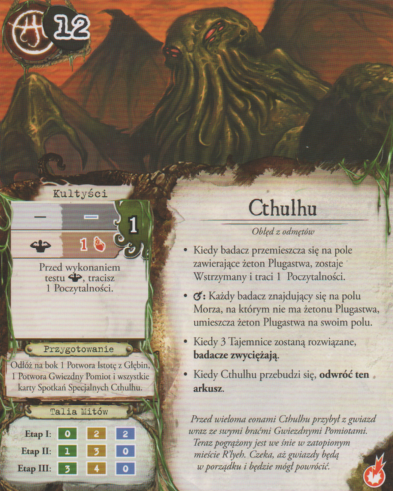 12
Kultyści
— —
1
1
Przed wykonaniem
testu , tracisz
1 Poczytalności.
Przygotowanie
Odłóż na bok 1 Potwora Istotę z Głębin,
1 Potwora Gwiezdny Pomiot i wszystkie
karty Spotkań Specjalnych Cthulhu.
Talia Mitów
Etap I: 0 2 2
Etap II: 1 3 0
Etap III: 3 4 0
Cthulhu
Obłęd z odmętów
• Kiedy badacz przemieszcza się na pole
zawierające żeton Plugastwa, zostaje
Wstrzymany i traci 1 Poczytalności.
• : Każdy badacz znajdujący się na polu
Morza, na którym nie ma żetonu Plugastwa,
umieszcza żeton Plugastwa na swoim polu.
• Kiedy 3 Tajemnice zostaną rozwiązane,
badacze zwyciężają.
• Kiedy Cthulhu przebudzi się, odwróć ten
arkusz.
Przed wieloma eonami Cthulhu przybył z gwiazd
wraz ze swymi braćmi Gwiezdnymi Pomiotami.
Teraz pogrążony jest we śnie w zatopionym
mieście R'lyeh. Czeka, aż gwiazdy będą
w porządku i będzie mógł powrócić.